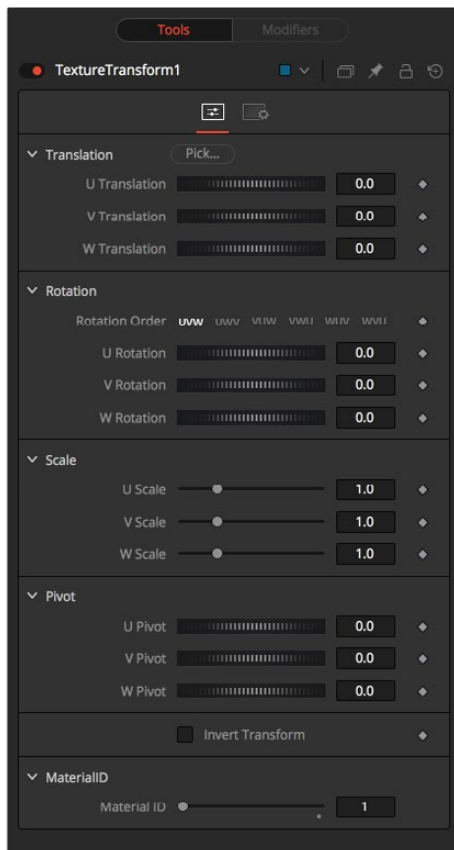 Tools Modifiers
TextureTransform1
Translation Pick...
U Translation 0.0
V Translation 0.0
W Translation 0.0
Rotation
Rotation Order UVW UWV VUW VWU WUV WVU
U Rotation 0.0
V Rotation 0.0
W Rotation 0.0
Scale
U Scale 1.0
V Scale 1.0
W Scale 1.0
Pivot
U Pivot 0.0
V Pivot 0.0
W Pivot 0.0
Invert Transform
MaterialID
Material ID 1